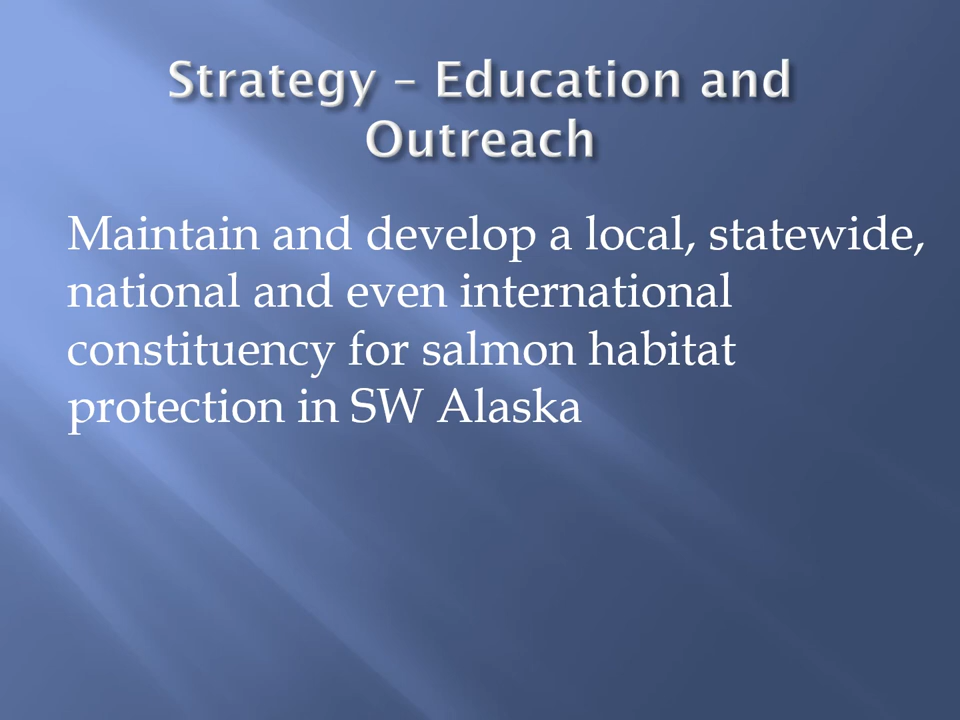 Strategy – Education and
Outreach
Maintain and develop a local, statewide,
national and even international
constituency for salmon habitat
protection in SW Alaska